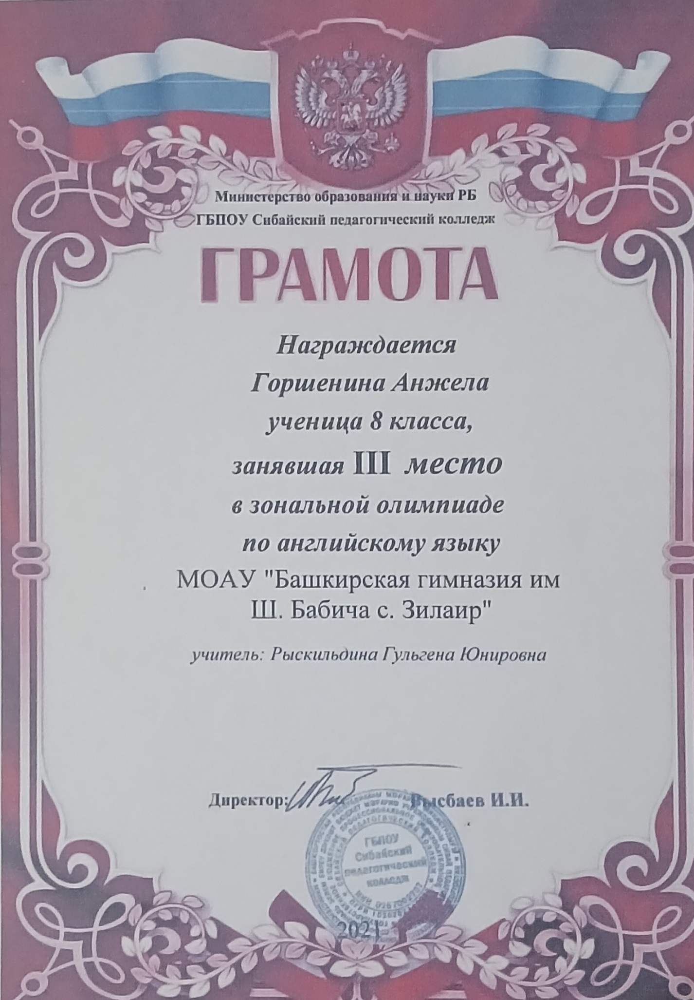 Министерство образования и науки РБ
ГБПОУ Сибайский педагогический колледж
ГРАМОТА
Награждается
Горшенина Анжела
ученица 8 класса,
занявшая III место
в зональной олимпиаде
по английскому языку
МОАУ "Башкирская гимназия им
Ш. Бабича с. Зилаир"
учитель: Рыскильдина Гульгена Юнировна
Директор: Рысбаев И.И.
ГБПОУ
Сибайский
педагогический
колледж
2021